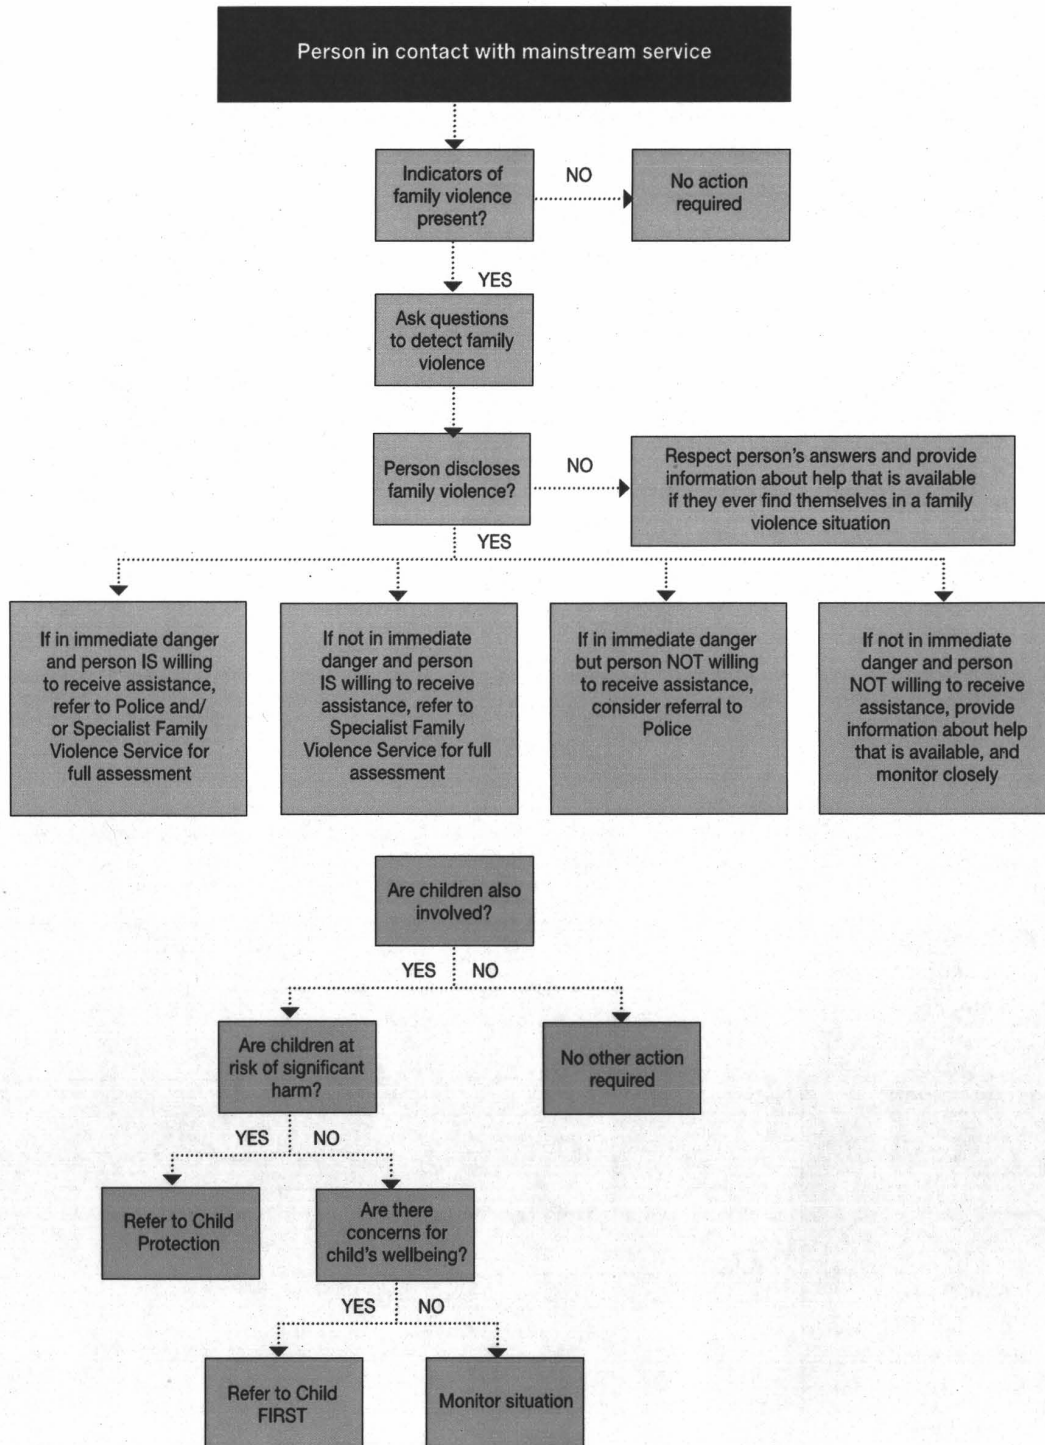 Person in contact with mainstream service
Indicators of
family violence
present?
NO
No action
required
YES
Ask questions
to detect family
violence
Person discloses
family violence?
NO
Respect person's answers and provide
information about help that is available
if they ever find themselves in a family
violence situation
YES
If in immediate danger
and person IS willing
to receive assistance,
refer to Police and/
or Specialist Family
Violence Service for
full assessment
If not in immediate
danger and person
IS willing to receive
assistance, refer to
Specialist Family
Violence Service for full
assessment
If in immediate danger
but person NOT willing
to receive assistance,
consider referral to
Police
If not in immediate
danger and person
NOT willing to receive
assistance, provide
information about help
that is available, and
monitor closely
Are children also
involved?
YES NO
Are children at
risk of significant
harm?
No other action
required
YES NO
Refer to Child
Protection
Are there
concerns for
child's wellbeing?
YES NO
Refer to Child
FIRST
Monitor situation